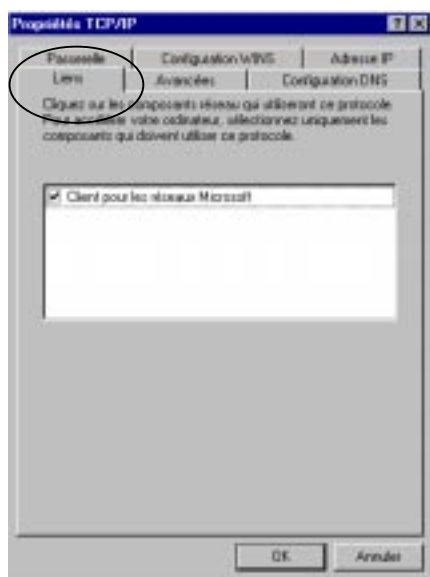 Propriétés TCP/IP
Passerelle Configuration WINS Adresse IP
Liens Avancées Configuration DNS
Cliquez sur les composants réseau qui utiliseront ce protocole.
Pour accélérer votre ordinateur, sélectionnez uniquement les
composants qui doivent utiliser ce protocole.
Client pour les réseaux Microsoft
OK Annuler